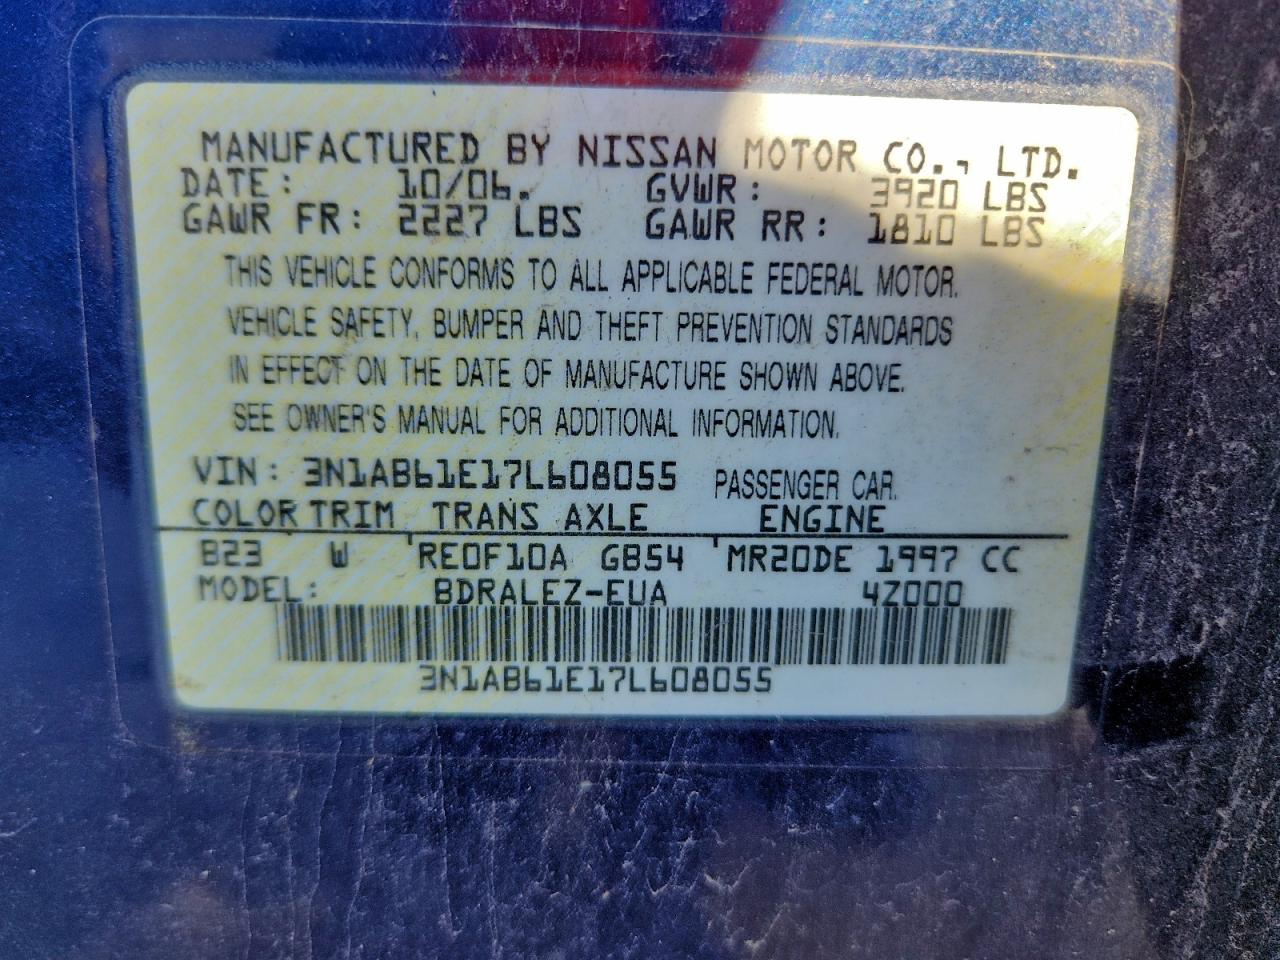 MANUFACTURED BY NISSAN MOTOR CO., LTD.
DATE: 10/06. GVWR: 3920 LBS
GAWR FR: 2227 LBS GAWR RR: 1810 LBS
THIS VEHICLE CONFORMS TO ALL APPLICABLE FEDERAL MOTOR.
VEHICLE SAFETY, BUMPER AND THEFT PREVENTION STANDARDS
IN EFFECT ON THE DATE OF MANUFACTURE SHOWN ABOVE.
SEE OWNER'S MANUAL FOR ADDITIONAL INFORMATION.
VIN: 3N1AB61E17L608055 PASSENGER CAR.
COLOR TRIM TRANS AXLE ENGINE
B23 W RE0F10A GB54 MR20DE 1997 CC
MODEL: BDRALEZ-EUA 4Z000
3N1AB61E17L608055